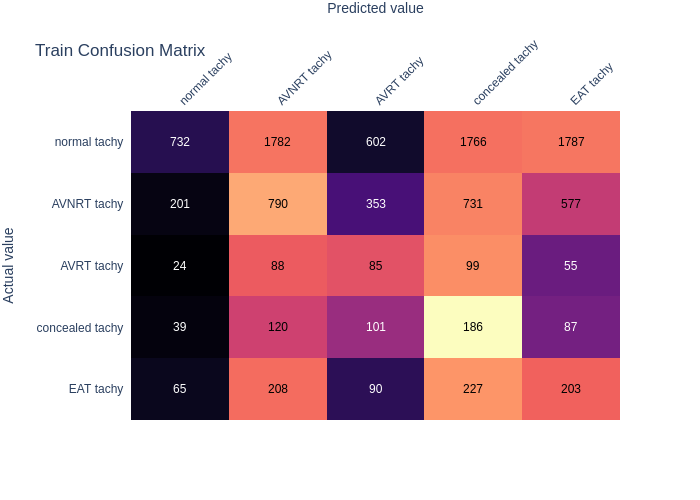 Predicted value
Train Confusion Matrix
normal tachy AVNRT tachy AVRT tachy concealed tachy EAT tachy
Actual value
normal tachy 732 1782 602 1766 1787
AVNRT tachy 201 790 353 731 577
AVRT tachy 24 88 85 99 55
concealed tachy 39 120 101 186 87
EAT tachy 65 208 90 227 203